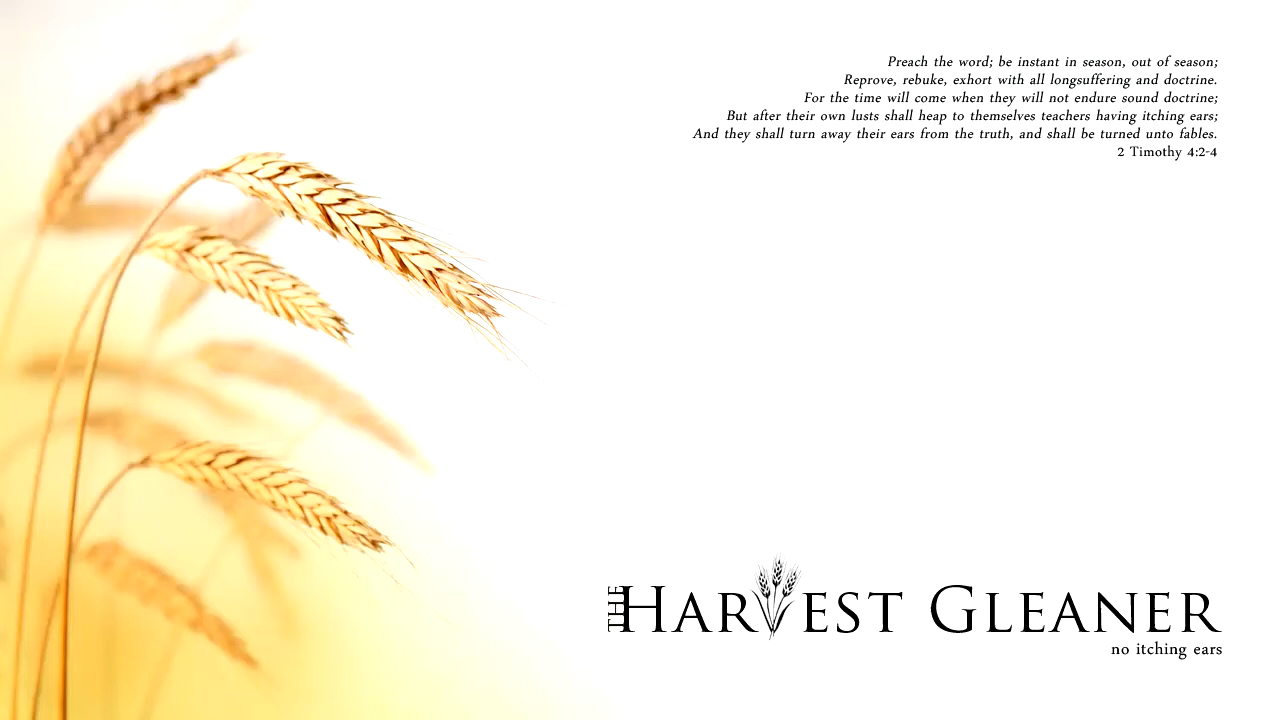 Preach the word; be instant in season, out of season;
Reprove, rebuke, exhort with all longsuffering and doctrine.
For the time will come when they will not endure sound doctrine;
But after their own lusts shall heap to themselves teachers having itching ears;
And they shall turn away their ears from the truth, and shall be turned unto fables.
2 Timothy 4:2-4
THE HARVEST GLEANER
no itching ears